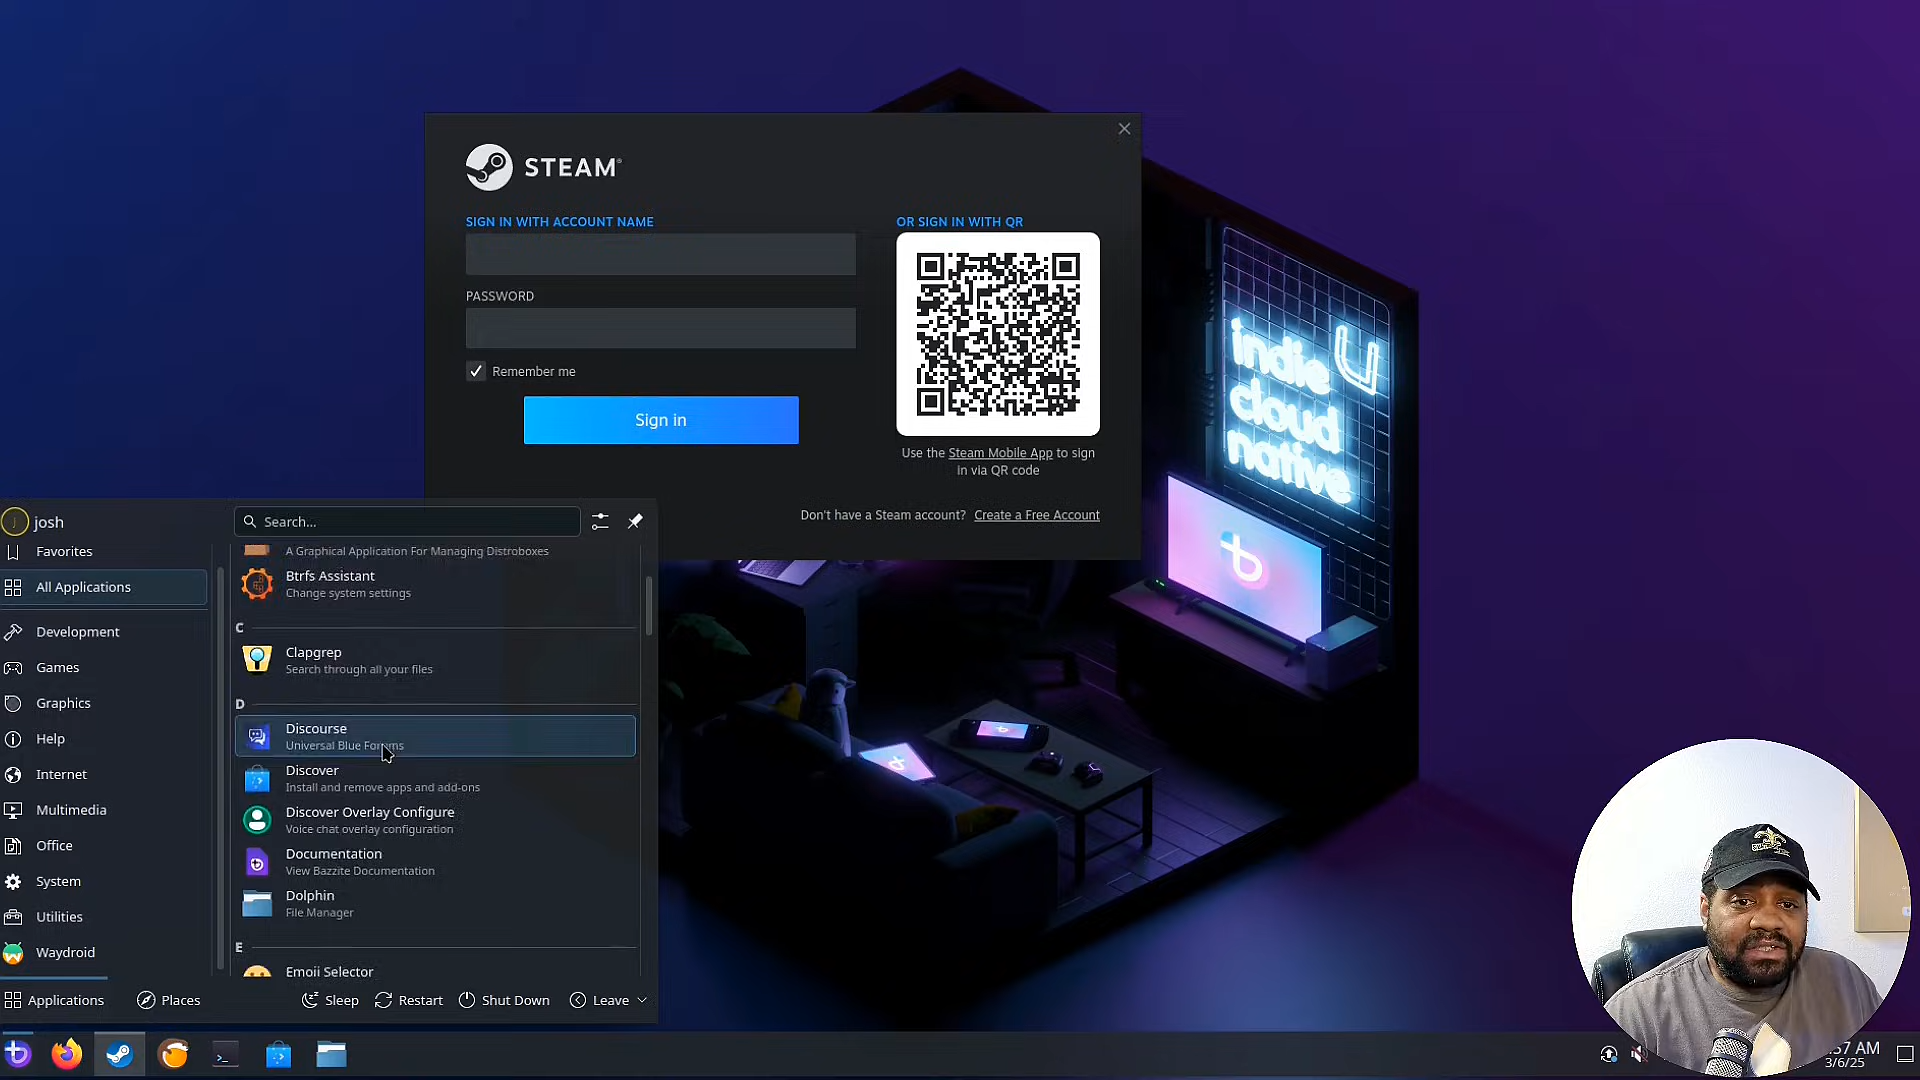 STEAM
SIGN IN WITH ACCOUNT NAME
PASSWORD
Remember me
Sign in
OR SIGN IN WITH QR
Use the Steam Mobile App to sign
in via QR code
Don't have a Steam account? Create a Free Account
indie
cloud
native
josh
Search...
Favorites
All Applications
Development
Games
Graphics
Help
Internet
Multimedia
Office
System
Utilities
Waydroid
A Graphical Application For Managing Distroboxes
Btrfs Assistant
Change system settings
C
Clapgrep
Search through all your files
D
Discourse
Universal Blue Forums
Discover
Install and remove apps and add-ons
Discover Overlay Configure
Voice chat overlay configuration
Documentation
View Bazzite Documentation
Dolphin
File Manager
E
Emoji Selector
Applications
Places
Sleep
Restart
Shut Down
Leave
:57 AM
3/6/25